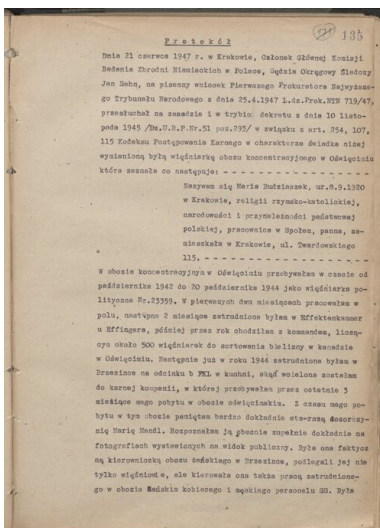 171 135
P r o t o k ó ł
Dnia 21 czerwca 1947 r. w Krakowie, Członek Głównej Komisji
Badania Zbrodni Niemieckich w Polsce, Sędzia Okręgowy Śledczy
Jan Sehn, na pisemny wniosek Pierwszego Prokuratora Najwyższe-
go Trybunału Narodowego z dnia 25.4.1947 L.dz.Prok.NTN 719/47,
przesłuchał na zasadzie i w trybie dekretu z dnia 10 listo-
pada 1945 /Dz.U.R.P.Nr.51 poz.293/ w związku z art. 254, 107,
115 Kodeksu Postępowania Karnego w charakterze świadka niżej
wymienioną byłą więźniarkę obozu koncentracyjnego w Oświęcimiu
która zeznała co następuje: - - - - - - - - - - - - - - - - -
Nazywam się Maria Budziaszek, ur.8.9.1920
w Krakowie, religii rzymsko-katolickiej,
narodowości i przynależności państwowej
polskiej, pracownica w Społem, panna, za-
mieszkała w Krakowie, ul. Twardowskiego
115. - - - - - - - - - - - - - - - - -
W obozie koncentracyjnym w Oświęcimiu przebywałam w czasie od
października 1942 do 20 października 1944 jako więźniarka po-
lityczna Nr.23359. W pierwszych dwu miesiącach pracowałam w
polu, następne 2 miesiące zatrudniona byłam w Effektenkammer
u Effingera, później przez rok chodziłam z komandem, liczą-
cym około 500 więźniarek do sortowania bielizny w kanadzie
w Oświęcimiu. Następnie już w roku 1944 zatrudniona byłam w
Brzezince na odcinku b FKL w kuchni, skąd wcielona zostałam
do karnej kompanii, w której przebywałam przez ostatnie 3
miesiące mego pobytu w obozie oświęcimskim. Z czasu mego po-
bytu w tym obozie pamiętam bardzo dokładnie sta-rszą dozorczy-
nię Marię Mandl. Rozpoznałam ją obecnie zupełnie dokładnie na
fotografiach wystawionych na widok publiczny. Była ona faktycz
ną kierowniczką obozu żeńskiego w Brzezince, podlegali jej nie
tylko więźniowie, ale kierowała ona także pracą zatrudnione-
go w obozie żeńskim kobiecego i męskiego personelu SS. Była